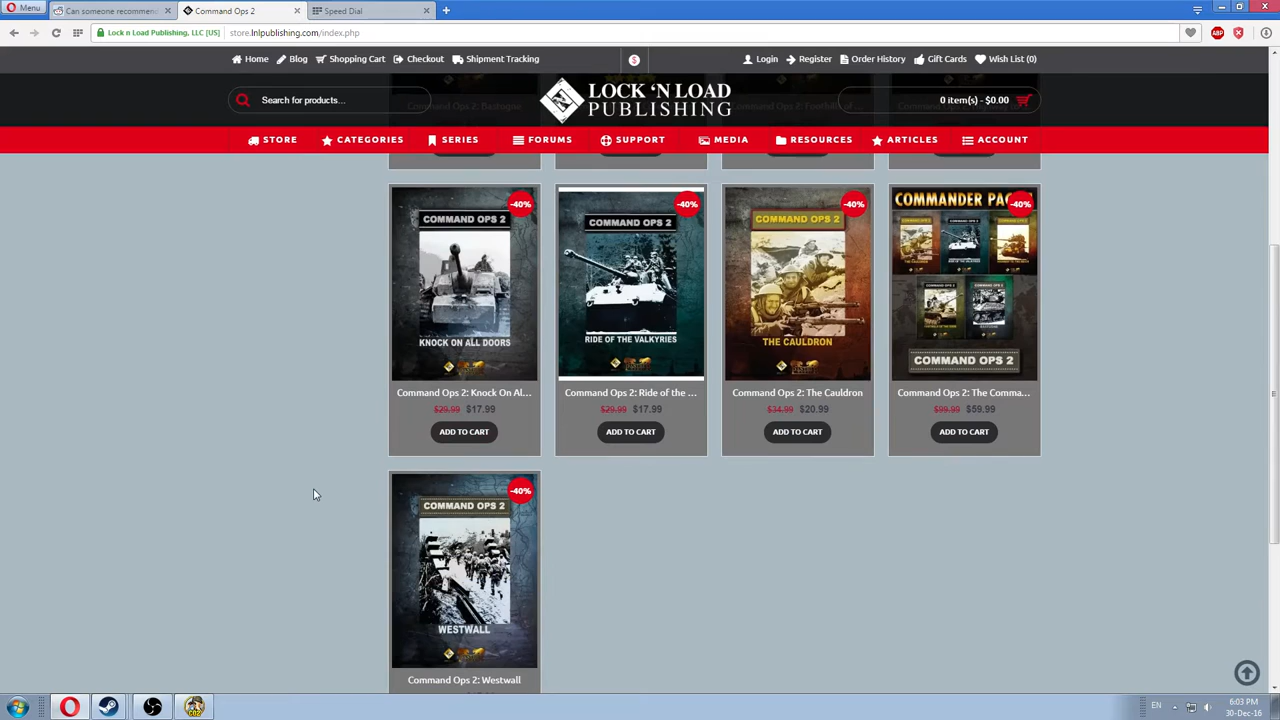 Menu
Can someone recommend
Command Ops 2
Speed Dial
Lock n Load Publishing, LLC [US]
store.lnlpublishing.com/index.php
ABP
Home
Blog
Shopping Cart
Checkout
Shipment Tracking
$
Login
Register
Order History
Gift Cards
Wish List (0)
Search for products...
LOCK 'N LOAD
PUBLISHING
0 item(s) - $0.00
Command Ops 2: Bastogne
STORE
CATEGORIES
SERIES
FORUMS
SUPPORT
MEDIA
RESOURCES
ARTICLES
ACCOUNT
COMMAND OPS 2
-40%
KNOCK ON ALL DOORS
COMMAND OPS 2
-40%
RIDE OF THE VALKYRIES
COMMAND OPS 2
-40%
THE CAULDRON
COMMANDER PAC
-40%
COMMAND OPS 2
Command Ops 2: Knock On Al...
Command Ops 2: Ride of the ...
Command Ops 2: The Cauldron
Command Ops 2: The Comma...
$29.99 $17.99
$29.99 $17.99
$34.99 $20.99
$99.99 $59.99
ADD TO CART
ADD TO CART
ADD TO CART
ADD TO CART
COMMAND OPS 2
-40%
WESTWALL
Command Ops 2: Westwall
EN
6:03 PM
30-Dec-16